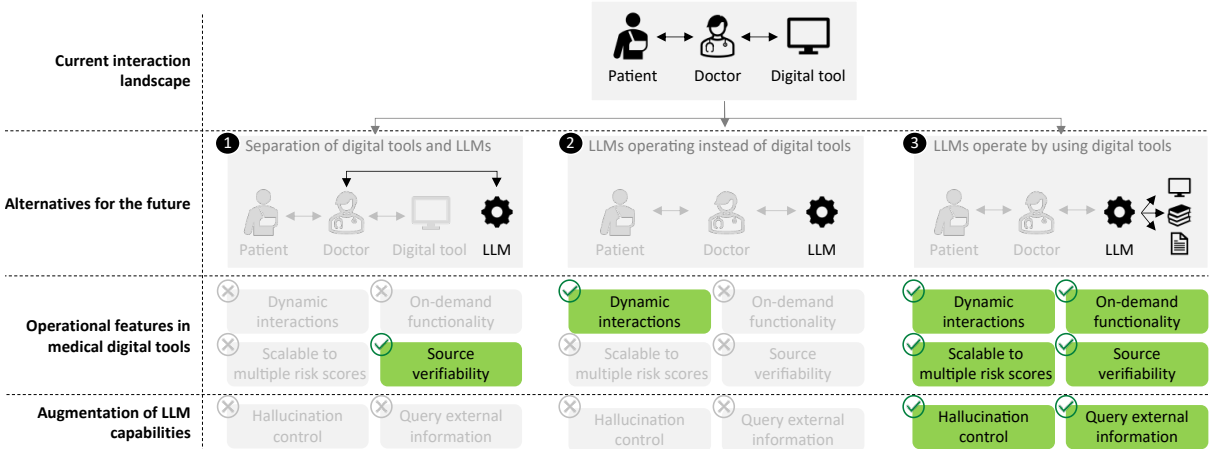 Current interaction
landscape
Patient
Doctor
Digital tool
Alternatives for the future
1 Separation of digital tools and LLMs
Patient
Doctor
Digital tool
LLM
2 LLMs operating instead of digital tools
Patient
Doctor
LLM
3 LLMs operate by using digital tools
Patient
Doctor
LLM
Operational features in
medical digital tools
Dynamic
interactions
On-demand
functionality
Scalable to
multiple risk scores
Source
verifiability
Dynamic
interactions
On-demand
functionality
Scalable to
multiple risk scores
Source
verifiability
Dynamic
interactions
On-demand
functionality
Scalable to
multiple risk scores
Source
verifiability
Augmentation of LLM
capabilities
Hallucination
control
Query external
information
Hallucination
control
Query external
information
Hallucination
control
Query external
information